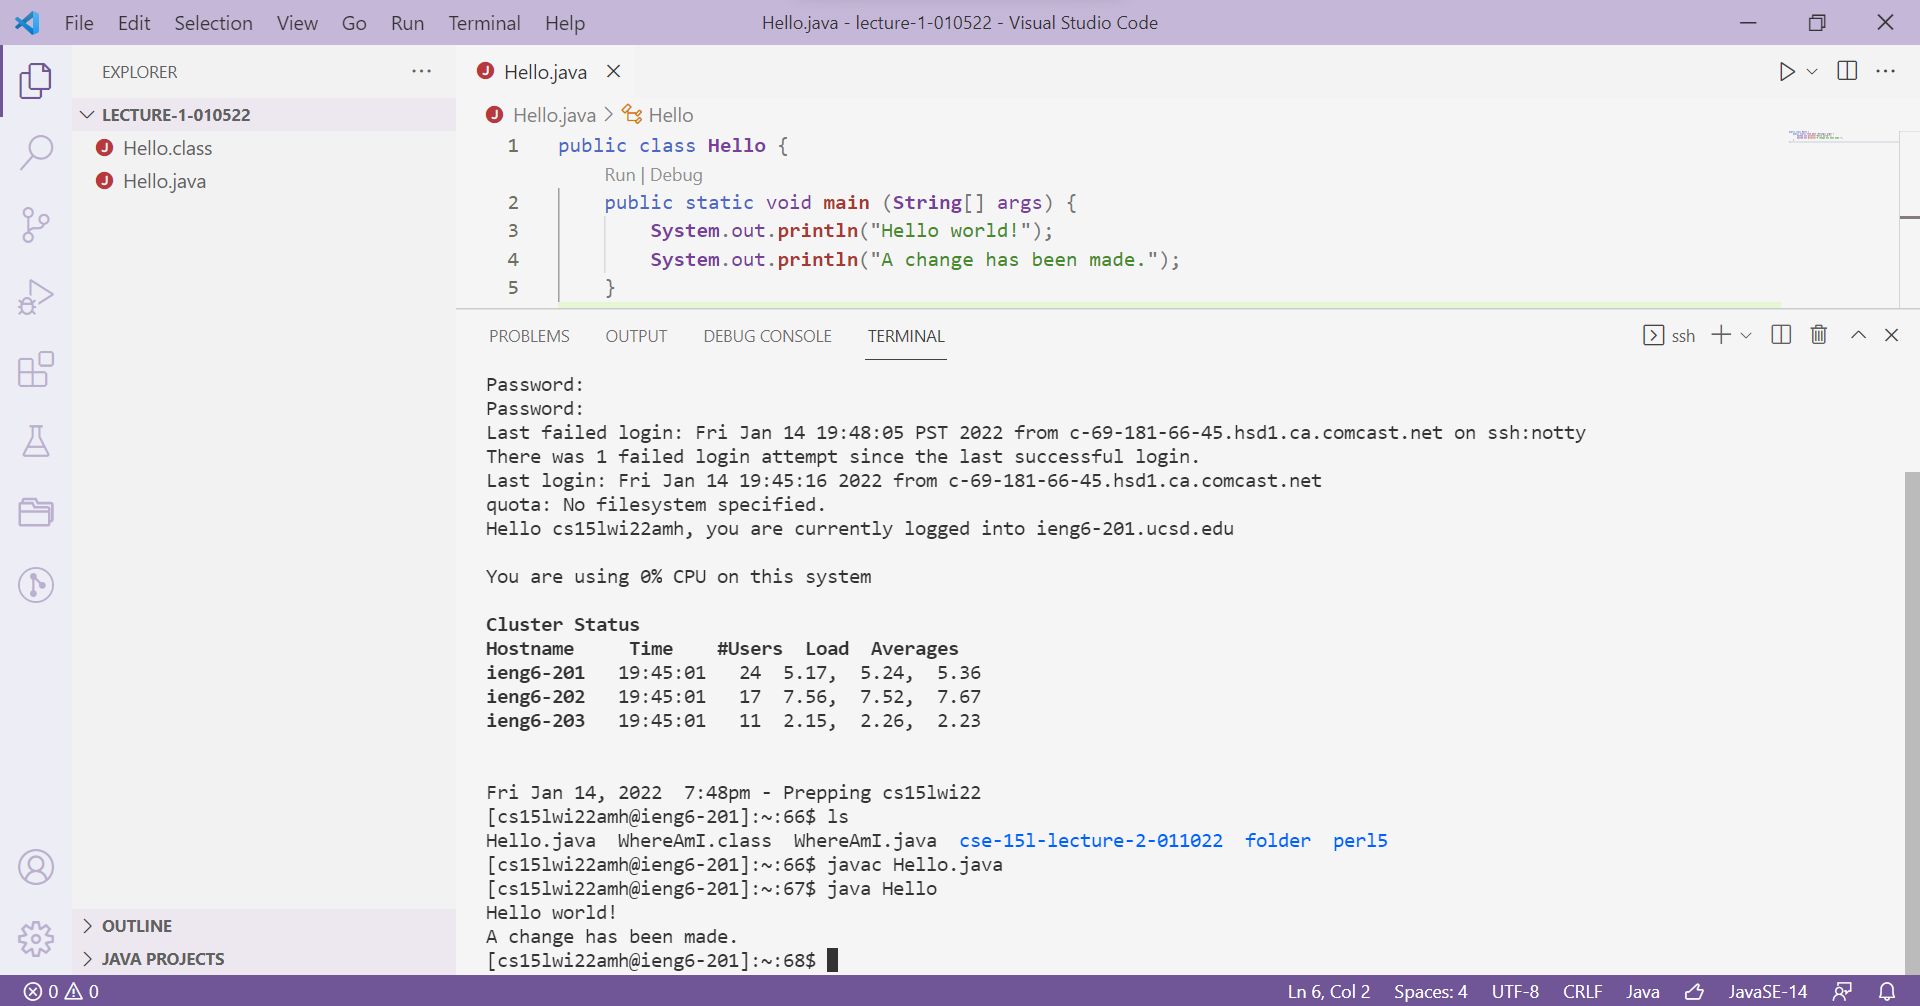 File Edit Selection View Go Run Terminal Help
Hello.java - lecture-1-010522 - Visual Studio Code
EXPLORER
LECTURE-1-010522
Hello.class
Hello.java
Hello.java
Hello.java > Hello
1 public class Hello {
Run | Debug
2 public static void main (String[] args) {
3 System.out.println("Hello world!");
4 System.out.println("A change has been made.");
5 }
PROBLEMS OUTPUT DEBUG CONSOLE TERMINAL
ssh
Password:
Password:
Last failed login: Fri Jan 14 19:48:05 PST 2022 from c-69-181-66-45.hsd1.ca.comcast.net on ssh:notty
There was 1 failed login attempt since the last successful login.
Last login: Fri Jan 14 19:45:16 2022 from c-69-181-66-45.hsd1.ca.comcast.net
quota: No filesystem specified.
Hello cs15lwi22amh, you are currently logged into ieng6-201.ucsd.edu
You are using 0% CPU on this system
Cluster Status
Hostname Time #Users Load Averages
ieng6-201 19:45:01 24 5.17, 5.24, 5.36
ieng6-202 19:45:01 17 7.56, 7.52, 7.67
ieng6-203 19:45:01 11 2.15, 2.26, 2.23
Fri Jan 14, 2022 7:48pm - Prepping cs15lwi22
[cs15lwi22amh@ieng6-201]:~:66$ ls
Hello.java WhereAmI.class WhereAmI.java cse-15l-lecture-2-011022 folder perl5
[cs15lwi22amh@ieng6-201]:~:66$ javac Hello.java
[cs15lwi22amh@ieng6-201]:~:67$ java Hello
Hello world!
A change has been made.
[cs15lwi22amh@ieng6-201]:~:68$
OUTLINE
JAVA PROJECTS
0 0
Ln 6, Col 2 Spaces: 4 UTF-8 CRLF Java JavaSE-14